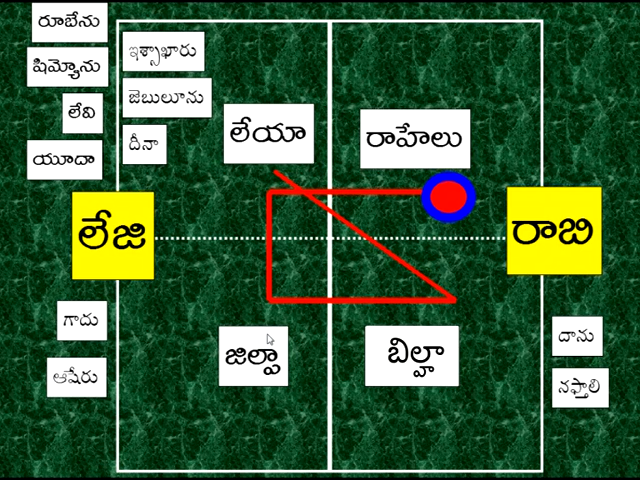 రూబేను
షిమ్యోను
లేవి
యూదా
ఇశ్శాఖారు
జెబులూను
దీనా
లేయా
రాహేలు
లేజి
రాబి
గాదు
ఆషేరు
జిల్పా
బిల్హా
దాను
నఫ్తాలి